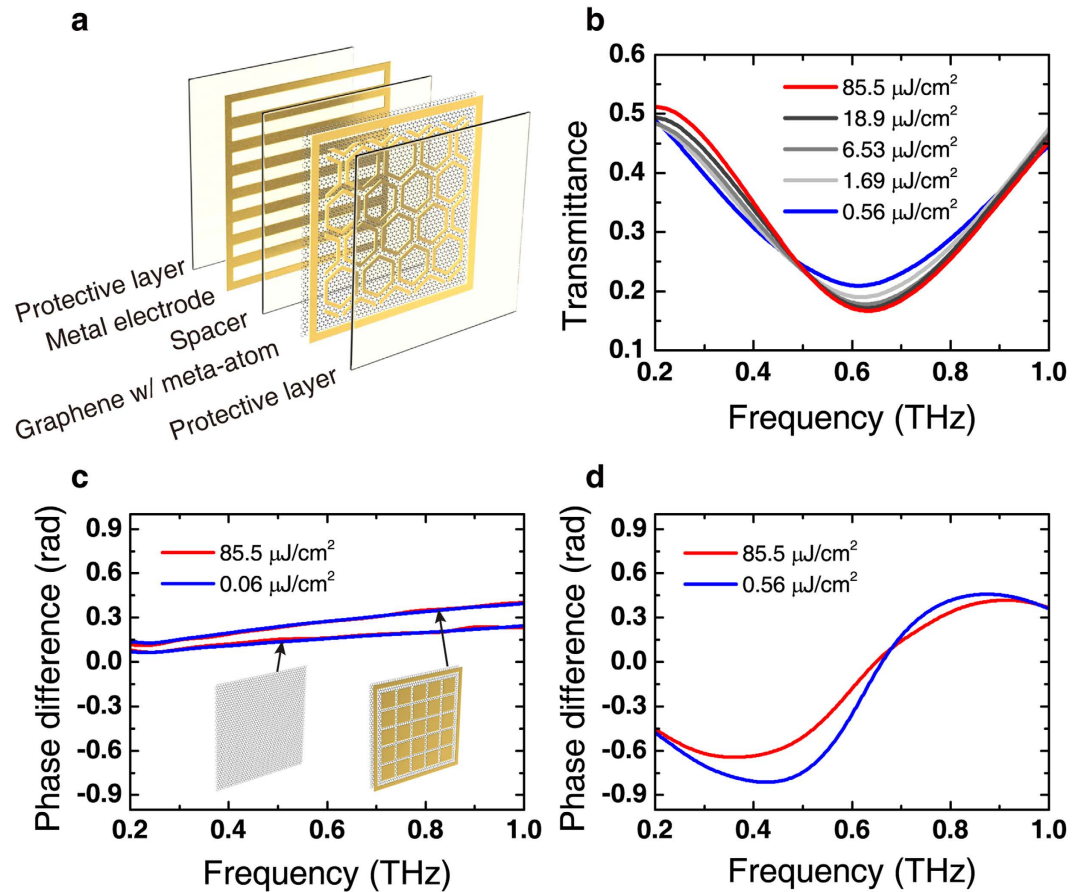 a
Protective layer
Metal electrode
Spacer
Graphene w/ meta-atom
Protective layer
b
Transmittance
0.6
0.5
0.4
0.3
0.2
0.1
85.5 μJ/cm²
18.9 μJ/cm²
6.53 μJ/cm²
1.69 μJ/cm²
0.56 μJ/cm²
0.2 0.4 0.6 0.8 1.0
Frequency (THz)
c
Phase difference (rad)
0.9
0.6
0.3
0.0
-0.3
-0.6
-0.9
85.5 μJ/cm²
0.06 μJ/cm²
0.2 0.4 0.6 0.8 1.0
Frequency (THz)
d
Phase difference (rad)
0.9
0.6
0.3
0.0
-0.3
-0.6
-0.9
85.5 μJ/cm²
0.56 μJ/cm²
0.2 0.4 0.6 0.8 1.0
Frequency (THz)